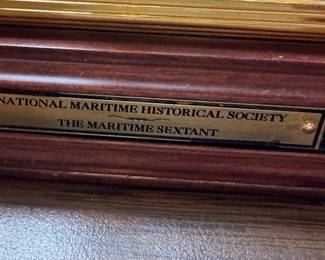 NATIONAL MARITIME HISTORICAL SOCIETY
THE MARITIME SEXTANT